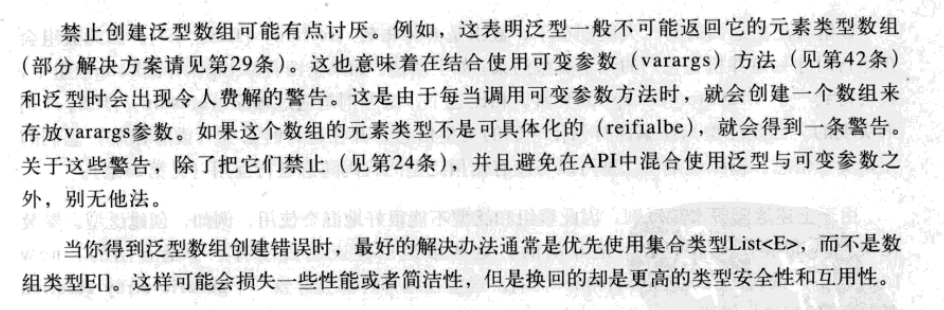 禁止创建泛型数组可能有点讨厌。例如，这表明泛型一般不可能返回它的元素类型数组
（部分解决方案请见第29条）。这也意味着在结合使用可变参数（varargs）方法（见第42条）
和泛型时会出现令人费解的警告。这是由于每当调用可变参数方法时，就会创建一个数组来
存放varargs参数。如果这个数组的元素类型不是可具体化的（reifialbe），就会得到一条警告。
关于这些警告，除了把它们禁止（见第24条），并且避免在API中混合使用泛型与可变参数之
外，别无他法。
当你得到泛型数组创建错误时，最好的解决办法通常是优先使用集合类型List<E>，而不是数
组类型E[]。这样可能会损失一些性能或者简洁性，但是换回的却是更高的类型安全性和互用性。